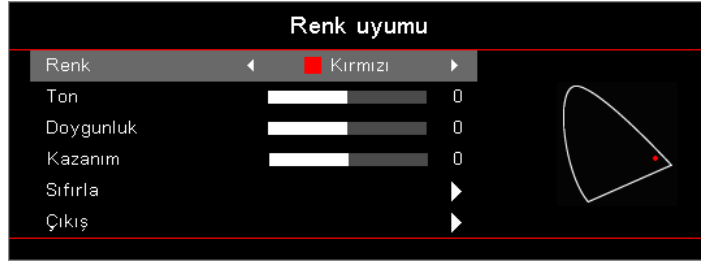 Renk uyumu
Renk Kırmızı
Ton 0
Doygunluk 0
Kazanım 0
Sıfırla
Çıkış